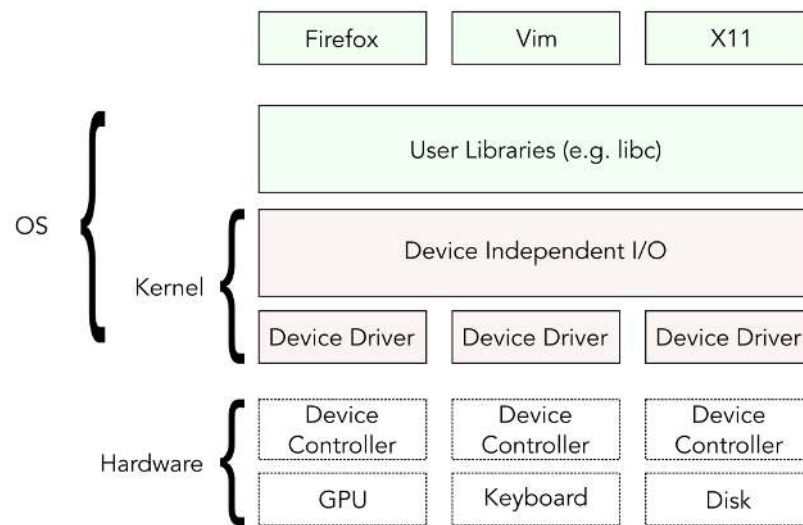 Firefox Vim X11
User Libraries (e.g. libc)
OS
Device Independent I/O
Kernel
Device Driver Device Driver Device Driver
Device Device Device
Controller Controller Controller
Hardware
GPU Keyboard Disk